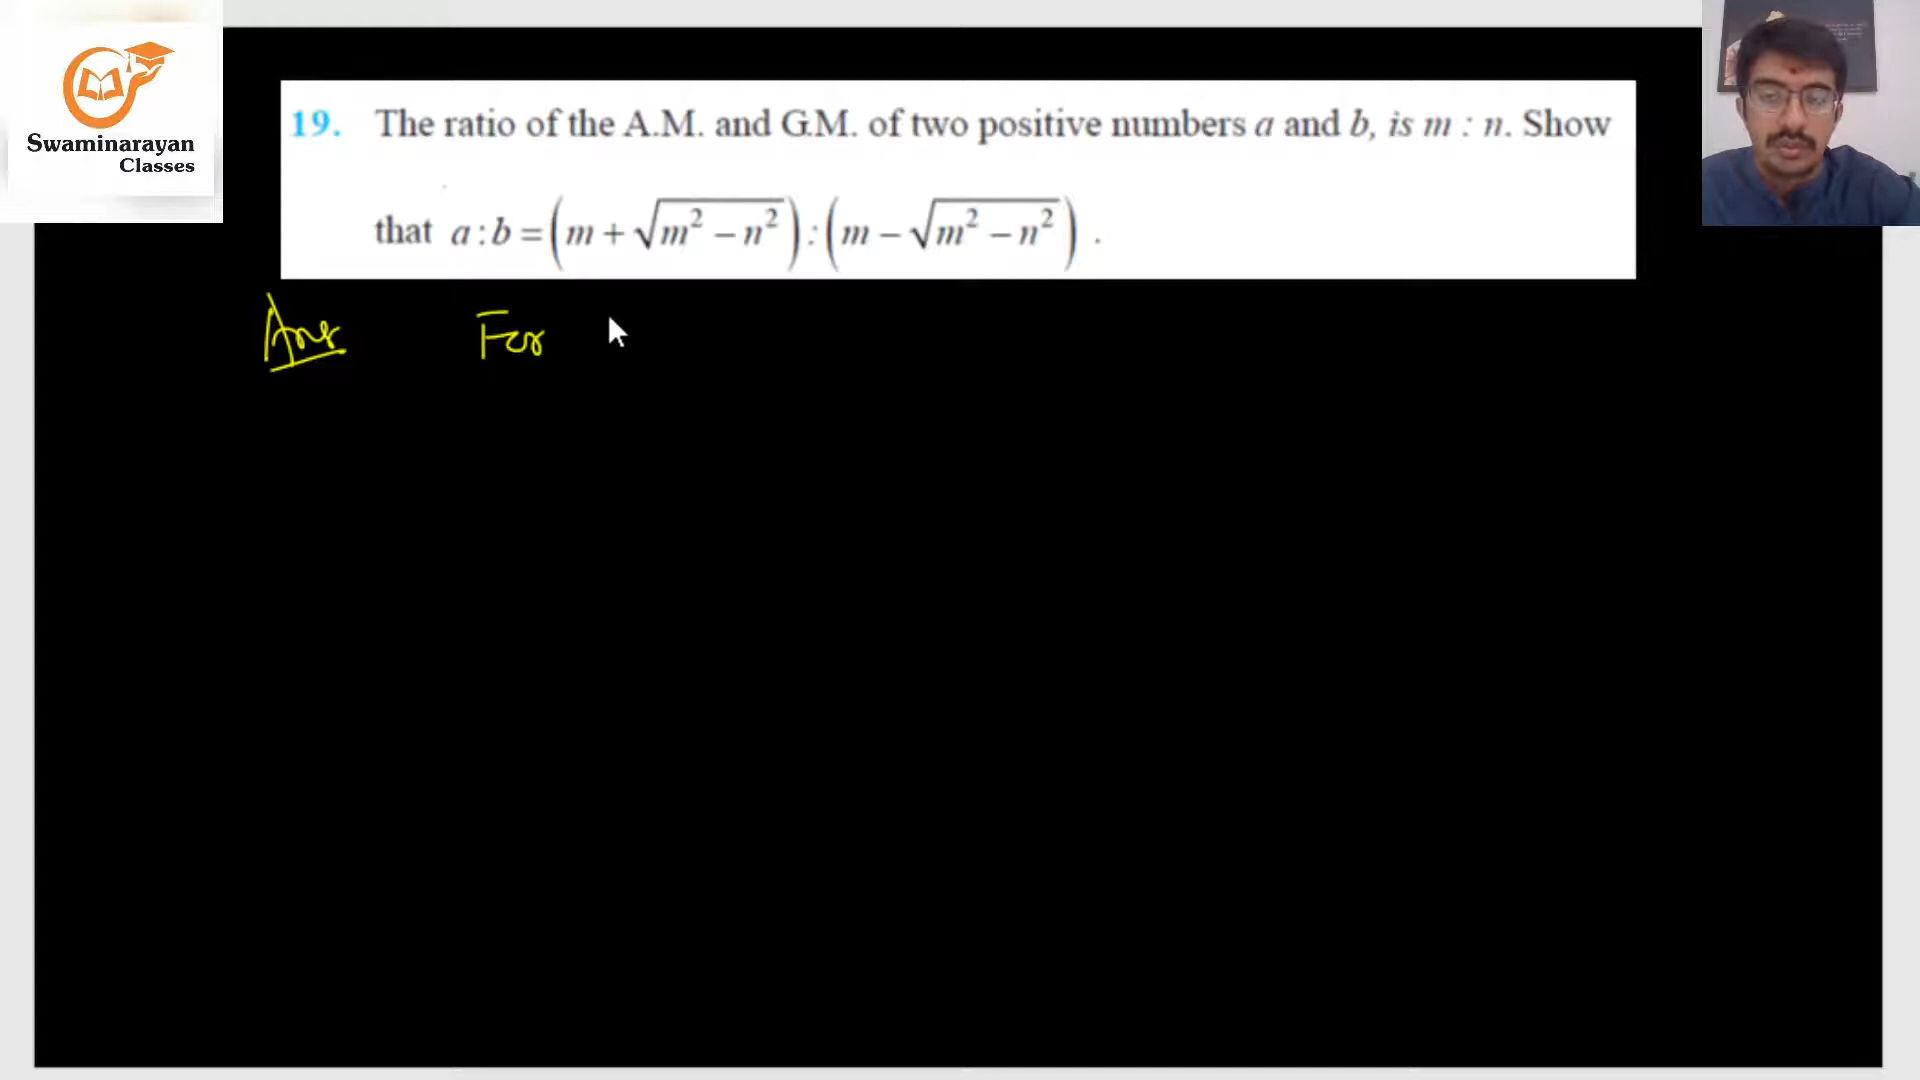 Swaminarayan
Classes
19. The ratio of the A.M. and G.M. of two positive numbers a and b, is m : n. Show
that a : b = (m + √(m² − n²)) : (m − √(m² − n²)) .
Ans For